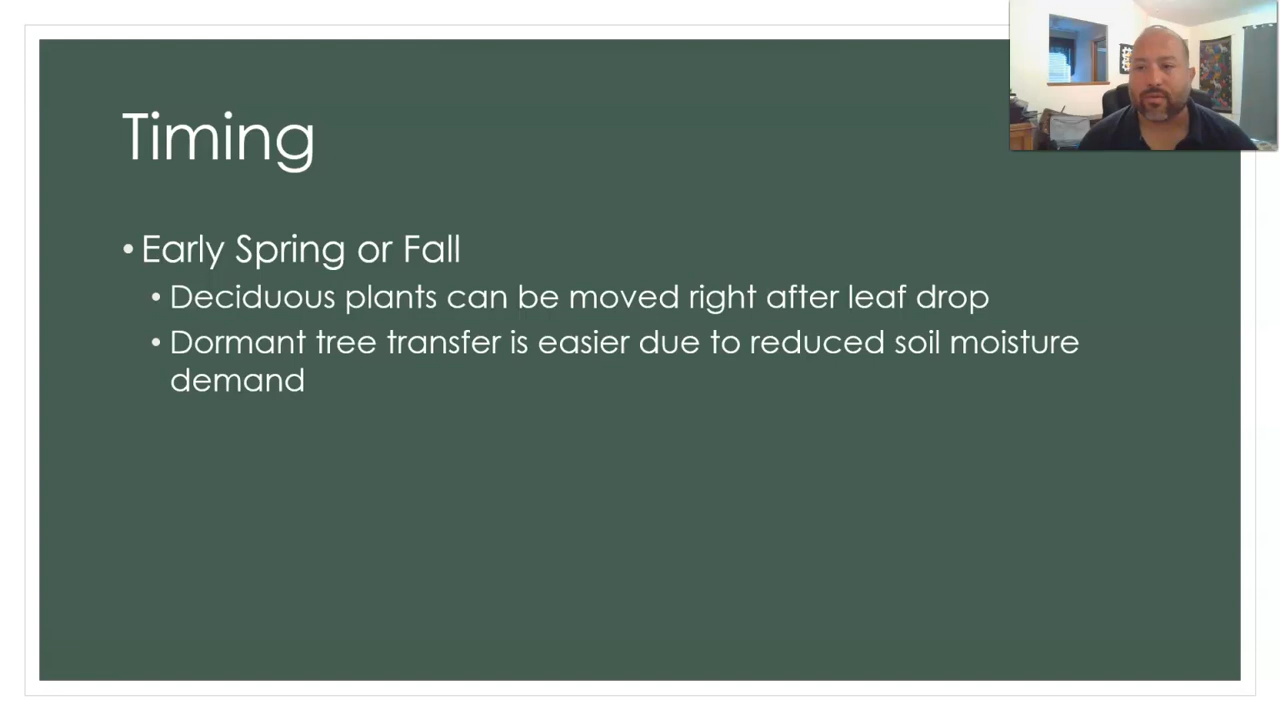 Timing
• Early Spring or Fall
• Deciduous plants can be moved right after leaf drop
• Dormant tree transfer is easier due to reduced soil moisture
demand